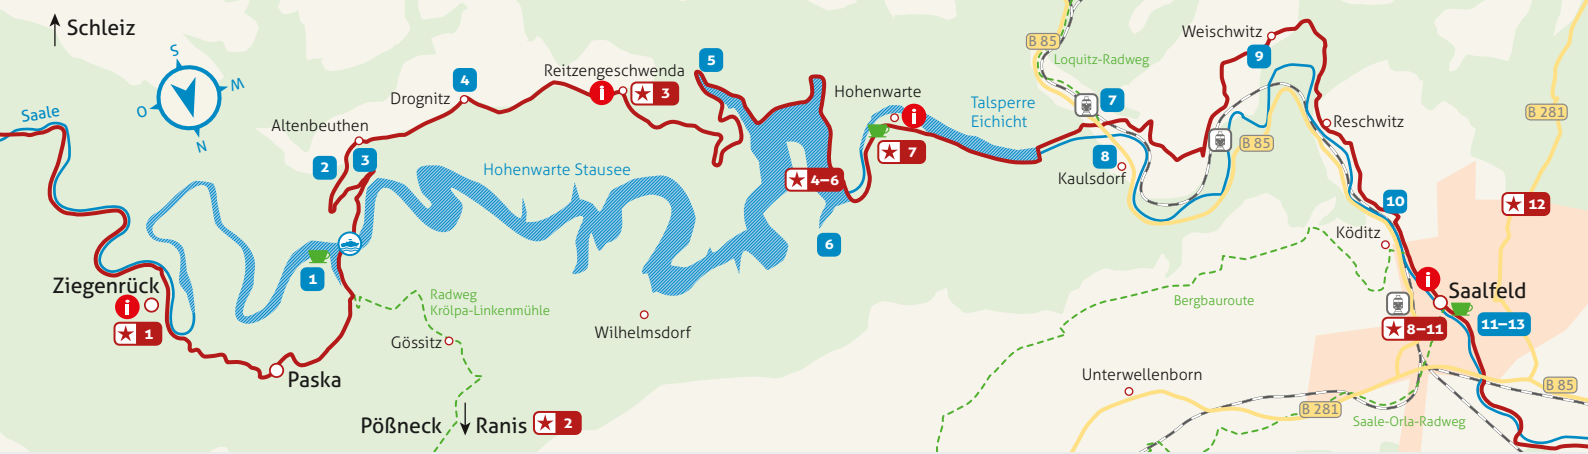 Schleiz
Saale
S
W
O
N
Altenbeuthen
2
3
Drognitz
4
Reitzengeschwenda
i
3
5
Hohenwarte Stausee
Hohenwarte
i
7
4–6
6
Talsperre
Eichicht
B 85
Loquitz-Radweg
7
8
Kaulsdorf
Weischwitz
9
B 85
Reschwitz
10
Köditz
B 281
12
i
Saalfeld
8–11
11–13
Bergbauroute
Unterwellenborn
B 281
Saale-Orla-Radweg
B 85
Ziegenrück
i
1
1
Paska
Radweg
Krölpa-Linkenmühle
Gössitz
Wilhelmsdorf
Pößneck
Ranis
2